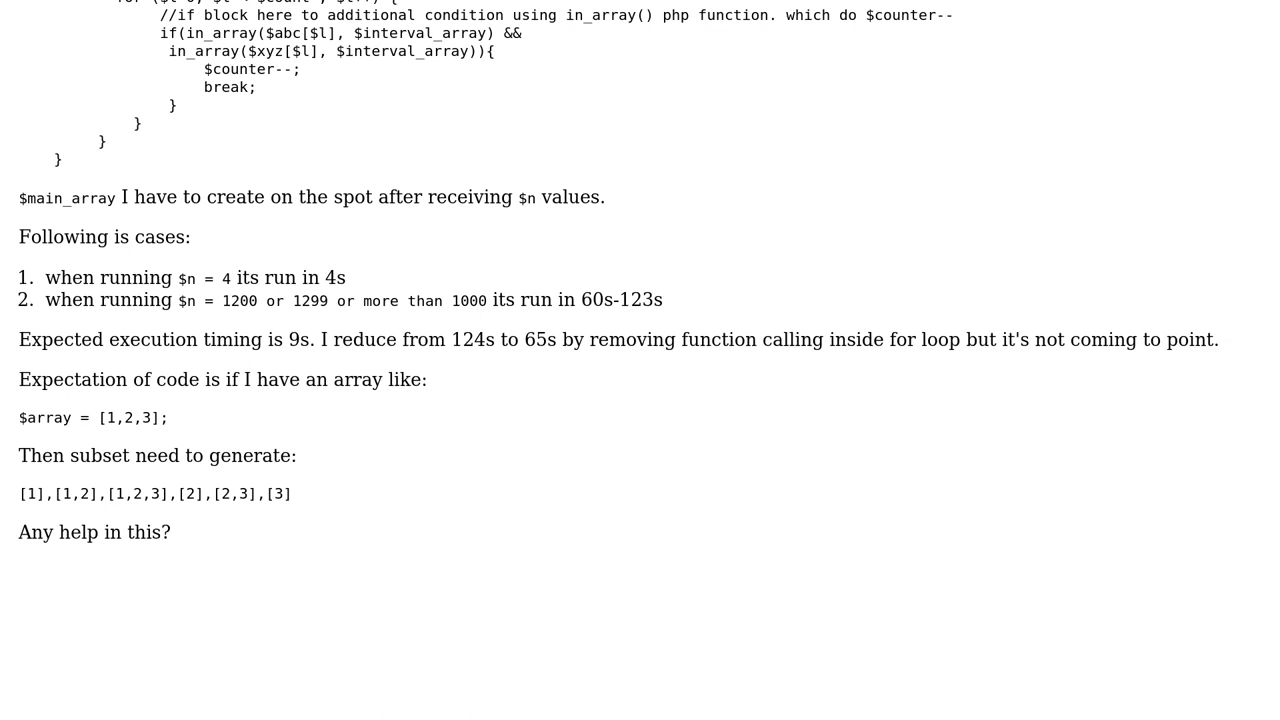 for ($l=0; $l < $count ; $l++) {
//if block here to additional condition using in_array() php function. which do $counter--
if(in_array($abc[$l], $interval_array) &&
in_array($xyz[$l], $interval_array)){
$counter--;
break;
}
}
}
}
$main_array I have to create on the spot after receiving $n values.
Following is cases:
1. when running $n = 4 its run in 4s
2. when running $n = 1200 or 1299 or more than 1000 its run in 60s-123s
Expected execution timing is 9s. I reduce from 124s to 65s by removing function calling inside for loop but it's not coming to point.
Expectation of code is if I have an array like:
$array = [1,2,3];
Then subset need to generate:
[1],[1,2],[1,2,3],[2],[2,3],[3]
Any help in this?